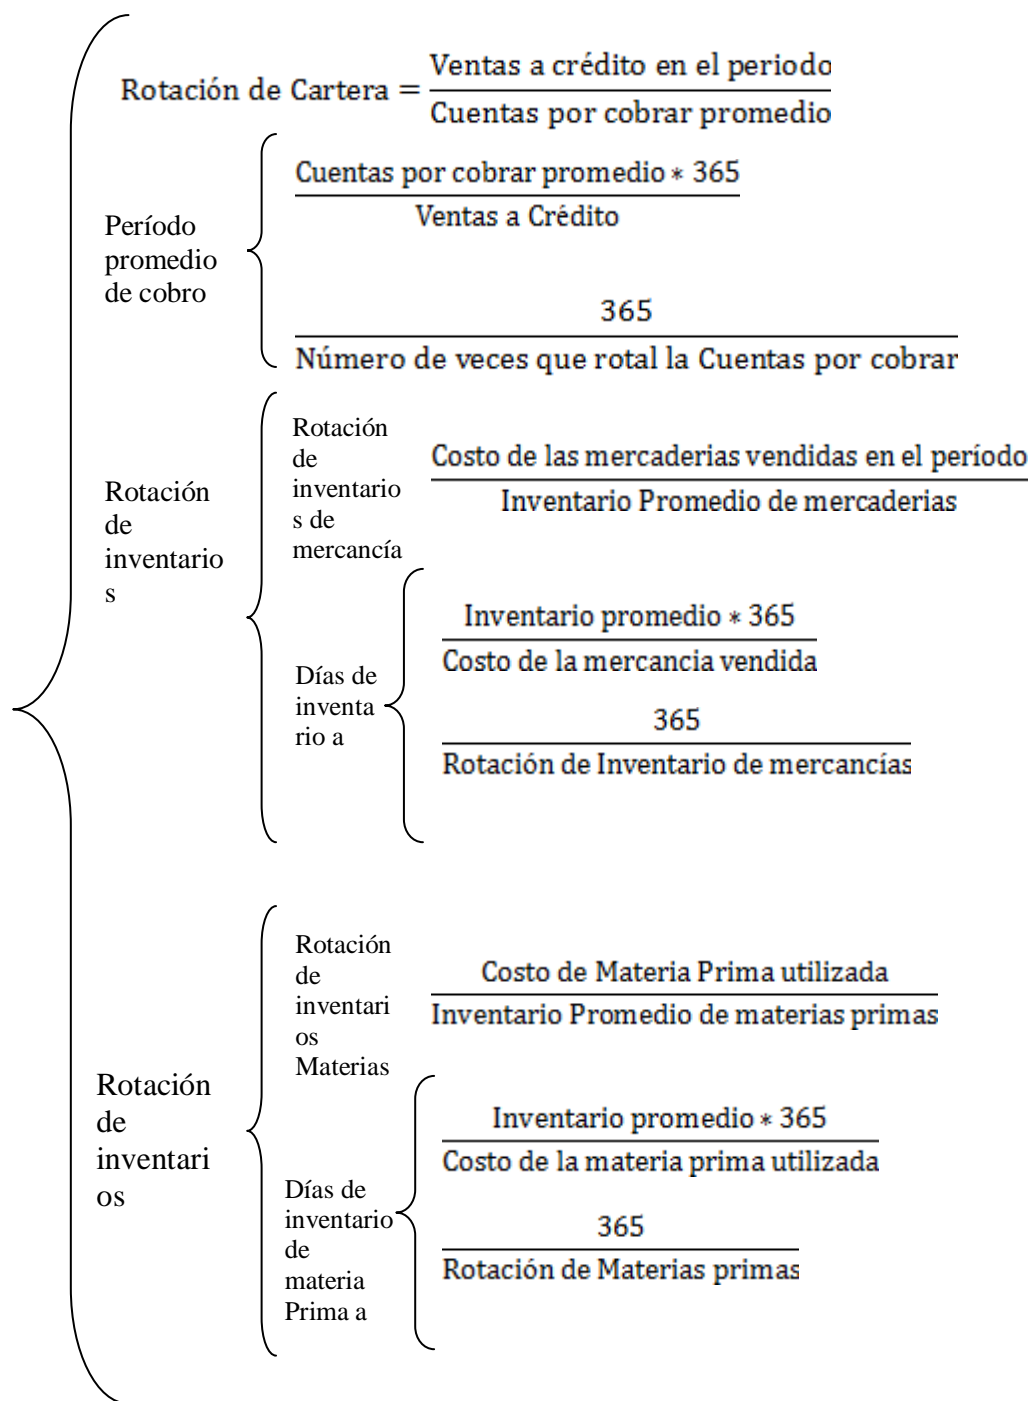 Rotación de Cartera = Ventas a crédito en el periodo
Cuentas por cobrar promedio
Período
promedio
de cobro
Cuentas por cobrar promedio * 365
Ventas a Crédito
365
Número de veces que rotal la Cuentas por cobrar
Rotación
de
inventario
s
Rotación
de
inventario
s de
mercancía
Costo de las mercaderias vendidas en el período
Inventario Promedio de mercaderias
Días de
inventa
rio a
Inventario promedio * 365
Costo de la mercancia vendida
365
Rotación de Inventario de mercancías
Rotación
de
inventari
os
Rotación
de
inventari
os
Materias
Costo de Materia Prima utilizada
Inventario Promedio de materias primas
Días de
inventario
de
materia
Prima a
Inventario promedio * 365
Costo de la materia prima utilizada
365
Rotación de Materias primas